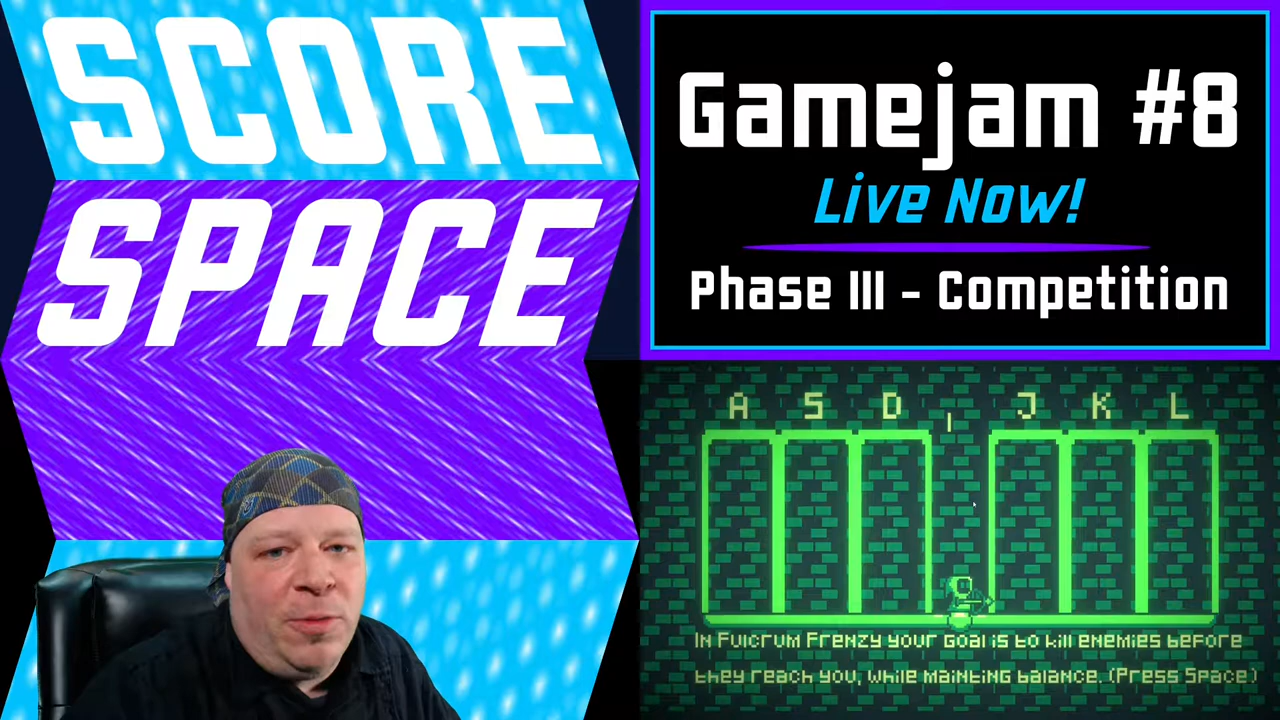 SCORE
SPACE
Gamejam #8
Live Now!
Phase III - Competition
A S D J K L
In Fulcrum Frenzy your Goal is to kill enemies before
they reach you, while mainting balance. (Press Space)